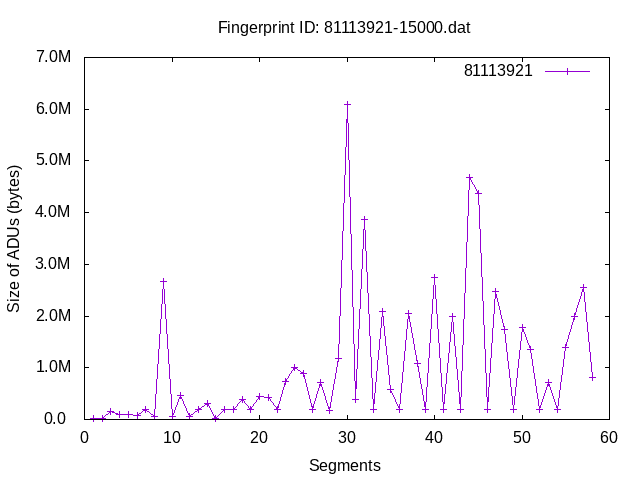 Fingerprint ID: 81113921-15000.dat
7.0M
81113921
6.0M
5.0M
4.0M
Size of ADUs (bytes)
3.0M
2.0M
1.0M
0.0
0 10 20 30 40 50 60
Segments